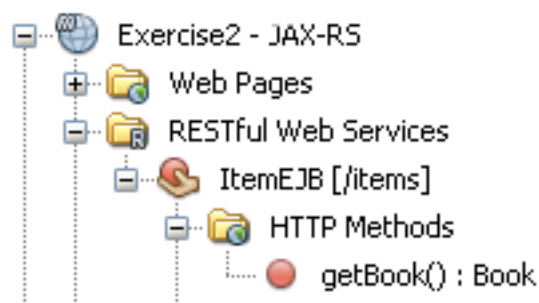 Exercise2 - JAX-RS
Web Pages
RESTful Web Services
ItemEJB [/items]
HTTP Methods
getBook() : Book